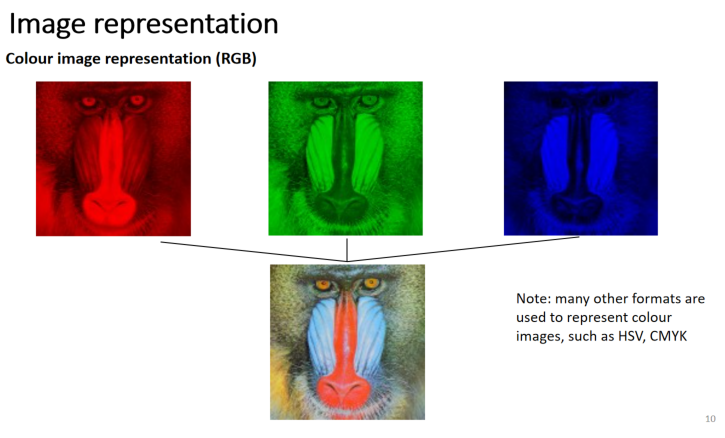 Image representation
Colour image representation (RGB)
Note: many other formats are
used to represent colour
images, such as HSV, CMYK
10